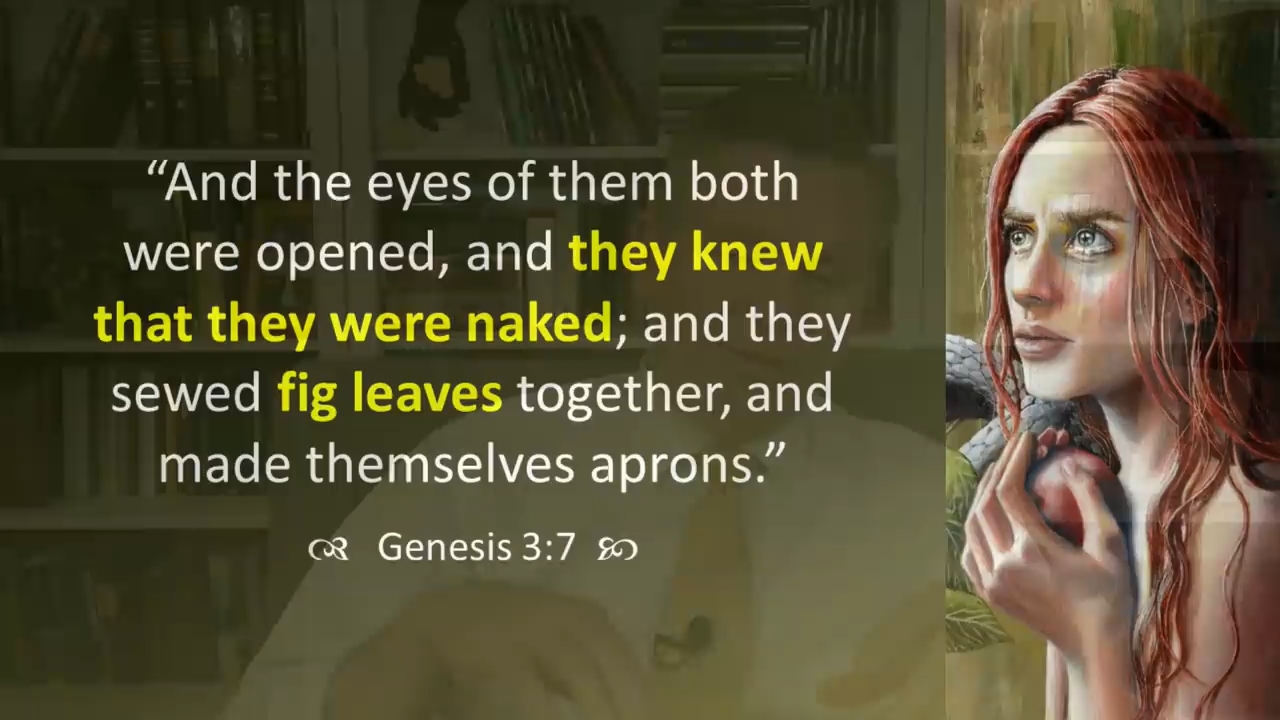 “And the eyes of them both
were opened, and they knew
that they were naked; and they
sewed fig leaves together, and
made themselves aprons.”
Genesis 3:7